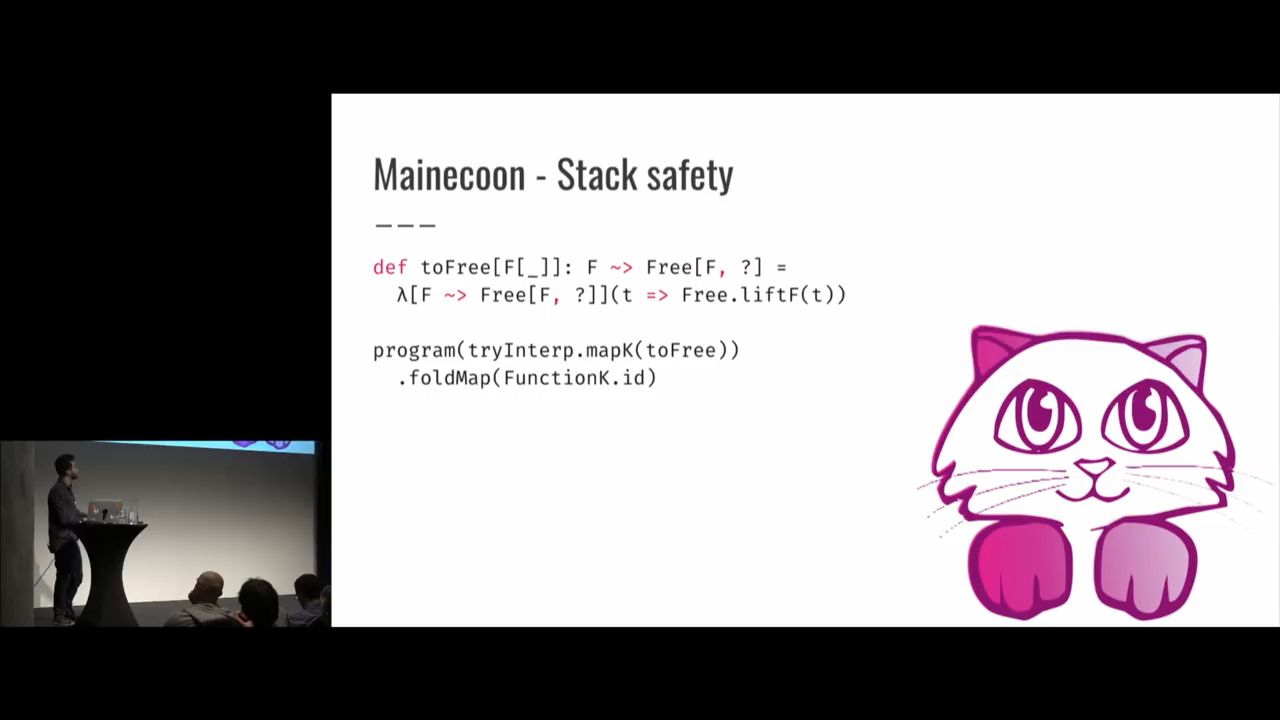 Mainecoon - Stack safety
———
def toFree[F[_]]: F ~> Free[F, ?] =
λ[F ~> Free[F, ?]](t => Free.liftF(t))
program(tryInterp.mapK(toFree))
.foldMap(FunctionK.id)